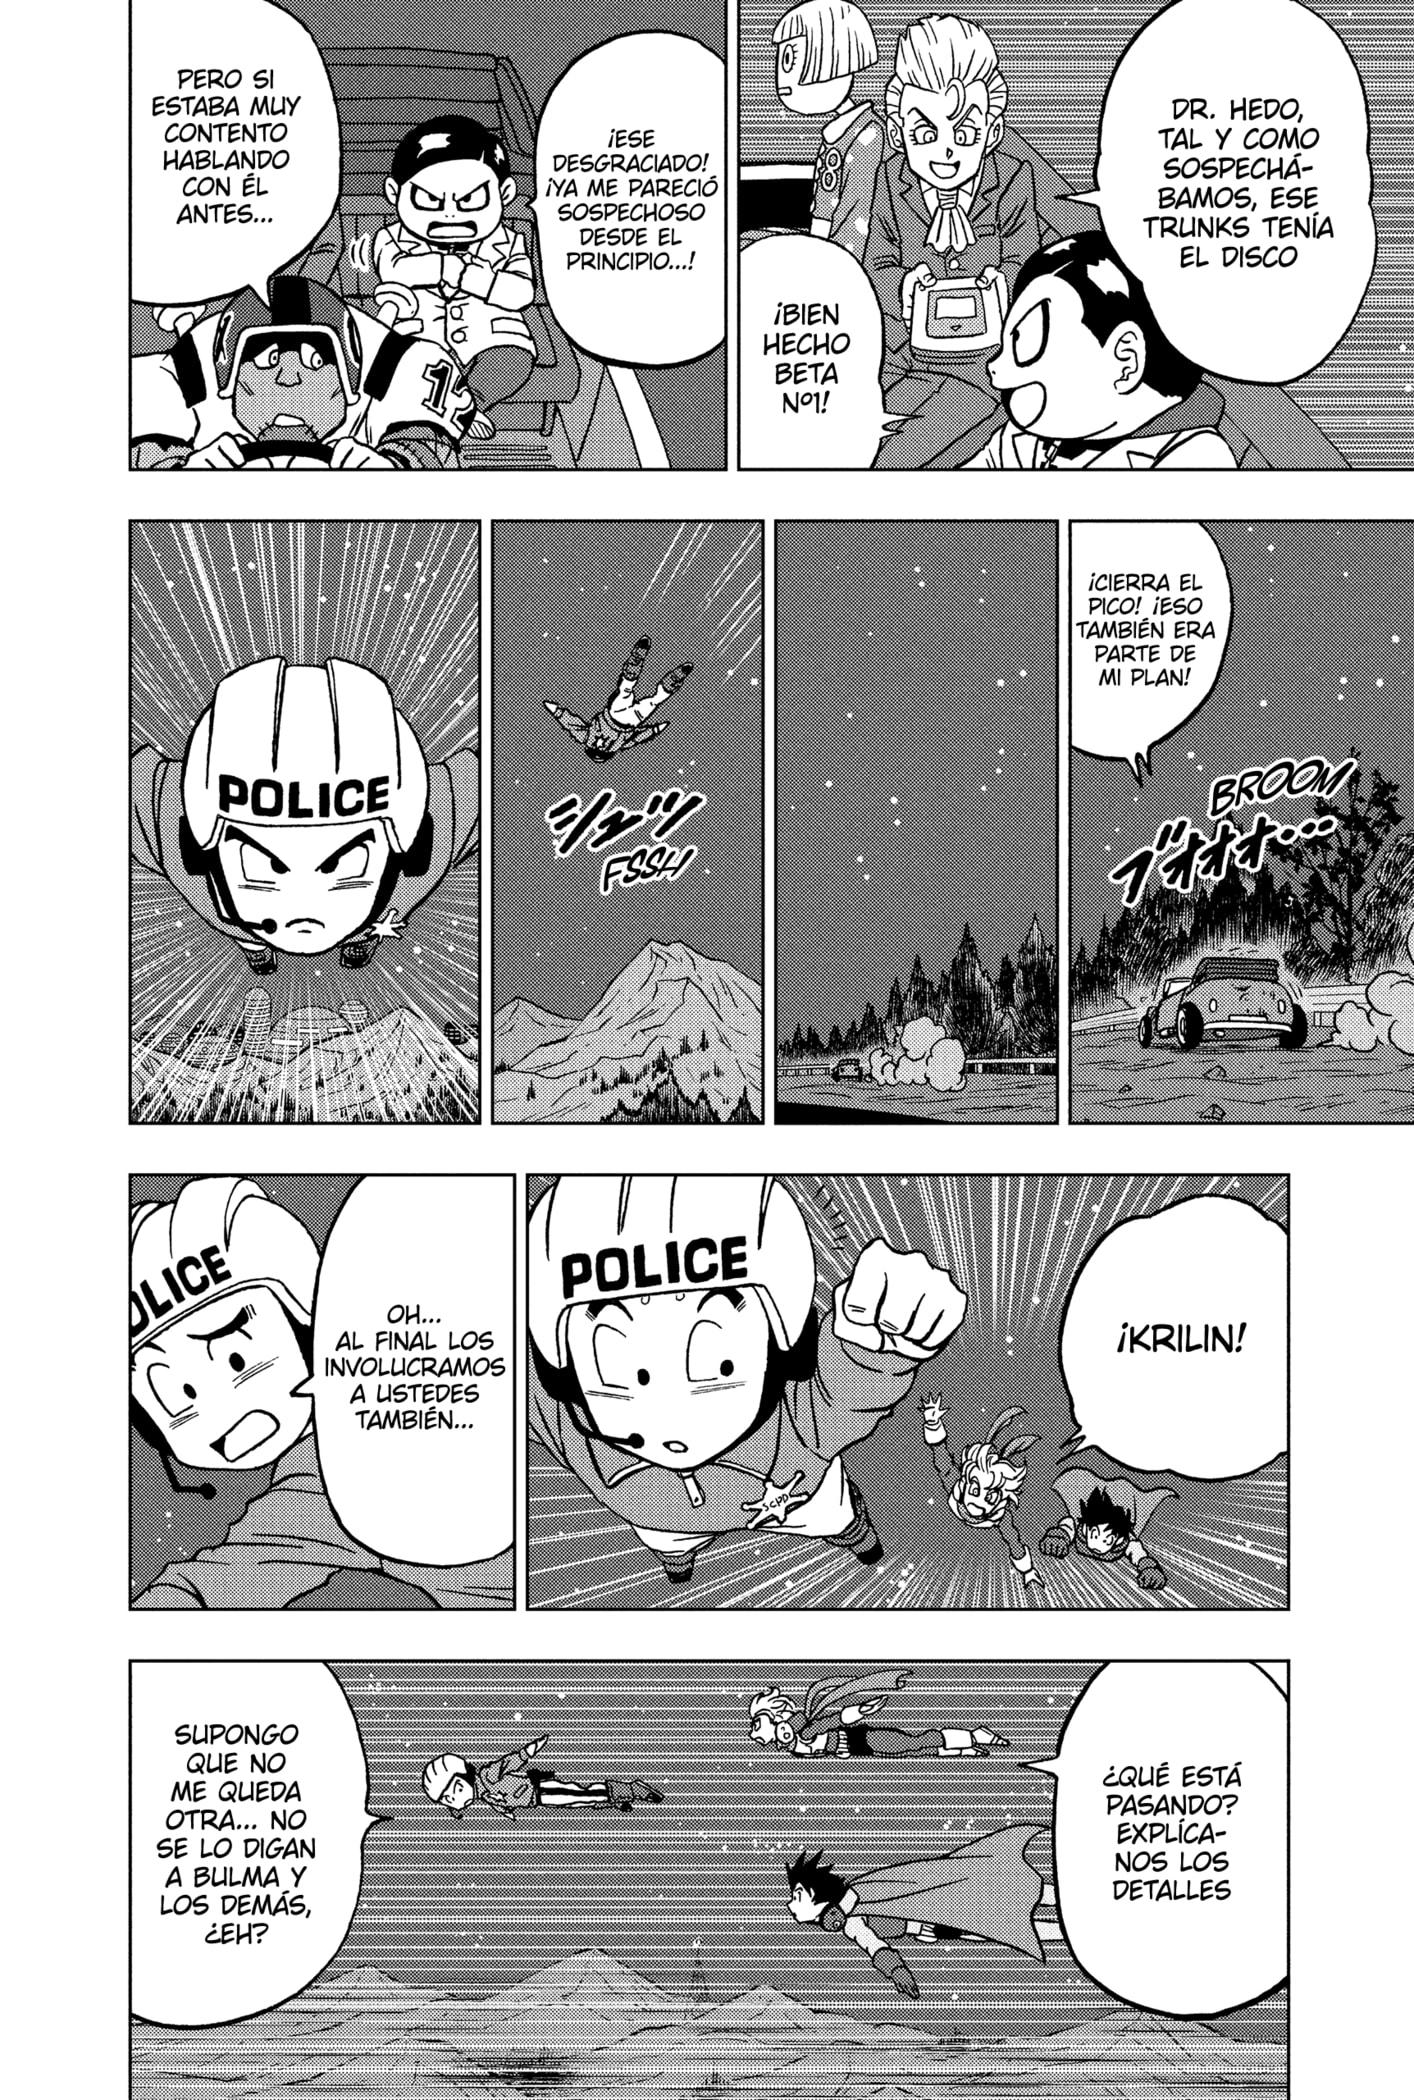 DR. HEDO,
TAL Y COMO
SOSPECHÁ-
BAMOS, ESE
TRUNKS TENÍA
EL DISCO
¡BIEN
HECHO
BETA
Nº1!
¡ESE
DESGRACIADO!
¡YA ME PARECIÓ
SOSPECHOSO
DESDE EL
PRINCIPIO...!
PERO SI
ESTABA MUY
CONTENTO
HABLANDO
CON ÉL
ANTES...
¡CIERRA EL
PICO! ¡ESO
TAMBIÉN ERA
PARTE DE
MI PLAN!
BROOM
ブオオオ…
シュッ
FSSH
POLICE
¡KRILIN!
POLICE
SCPD
OH...
AL FINAL LOS
INVOLUCRAMOS
A USTEDES
TAMBIÉN...
OLICE
¿QUÉ ESTÁ
PASANDO?
EXPLÍCA-
NOS LOS
DETALLES
SUPONGO
QUE NO
ME QUEDA
OTRA... NO
SE LO DIGAN
A BULMA Y
LOS DEMÁS,
¿EH?